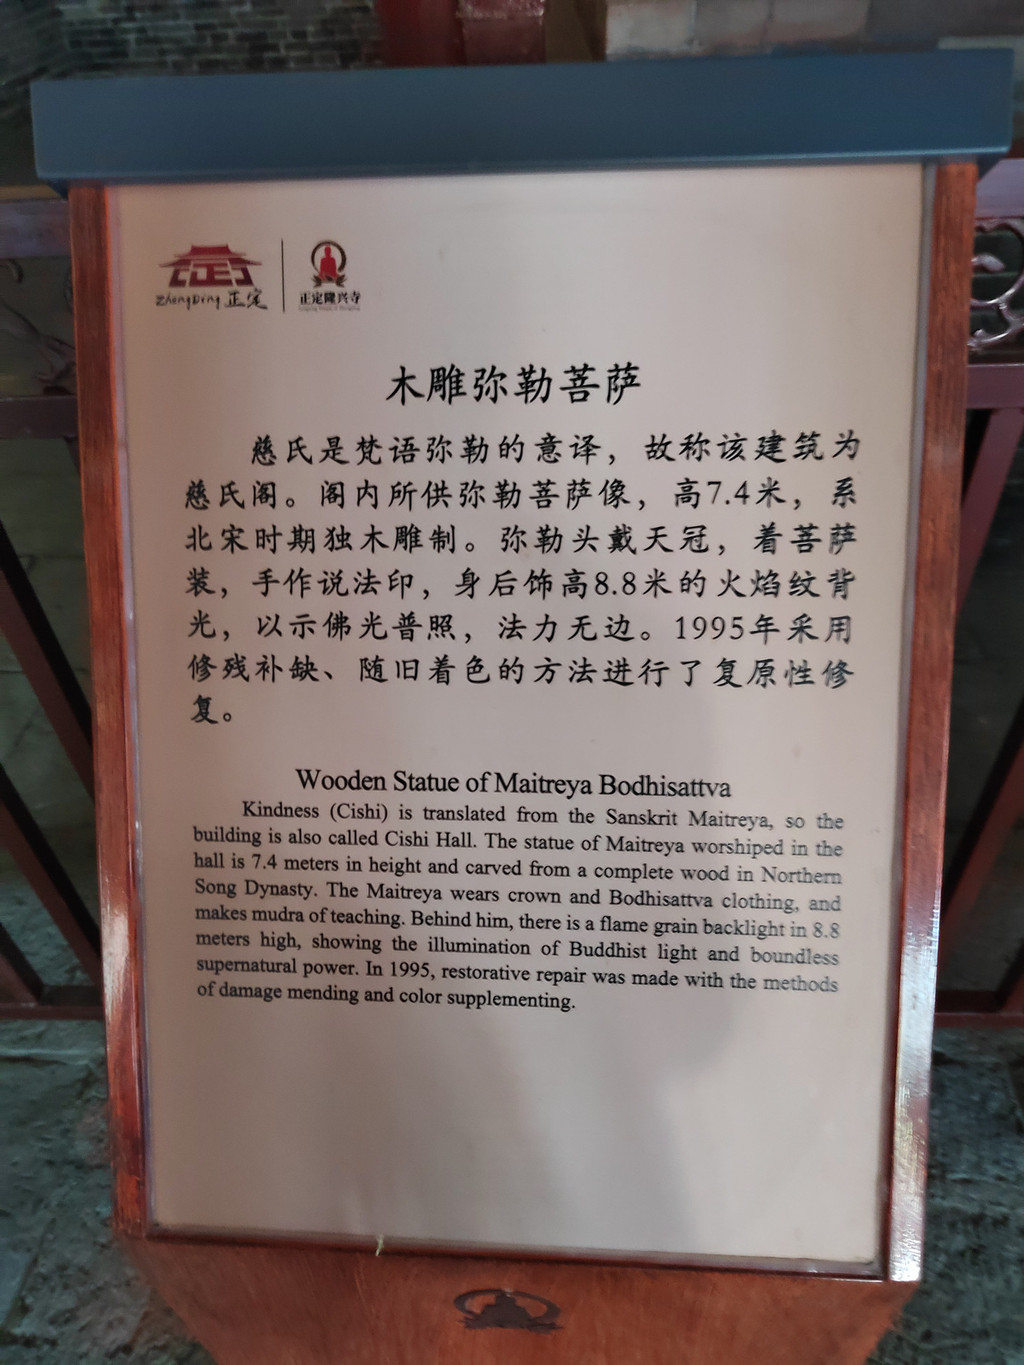 ZhengDing 正定
正定隆兴寺
木雕弥勒菩萨
慈氏是梵语弥勒的意译，故称该建筑为
慈氏阁。阁内所供弥勒菩萨像，高7.4米，系
北宋时期独木雕制。弥勒头戴天冠，着菩萨
装，手作说法印，身后饰高8.8米的火焰纹背
光，以示佛光普照，法力无边。1995年采用
修残补缺、随旧着色的方法进行了复原性修
复。
Wooden Statue of Maitreya Bodhisattva
Kindness (Cishi) is translated from the Sanskrit Maitreya, so the
building is also called Cishi Hall. The statue of Maitreya worshiped in the
hall is 7.4 meters in height and carved from a complete wood in Northern
Song Dynasty. The Maitreya wears crown and Bodhisattva clothing, and
makes mudra of teaching. Behind him, there is a flame grain backlight in 8.8
meters high, showing the illumination of Buddhist light and boundless
supernatural power. In 1995, restorative repair was made with the methods
of damage mending and color supplementing.